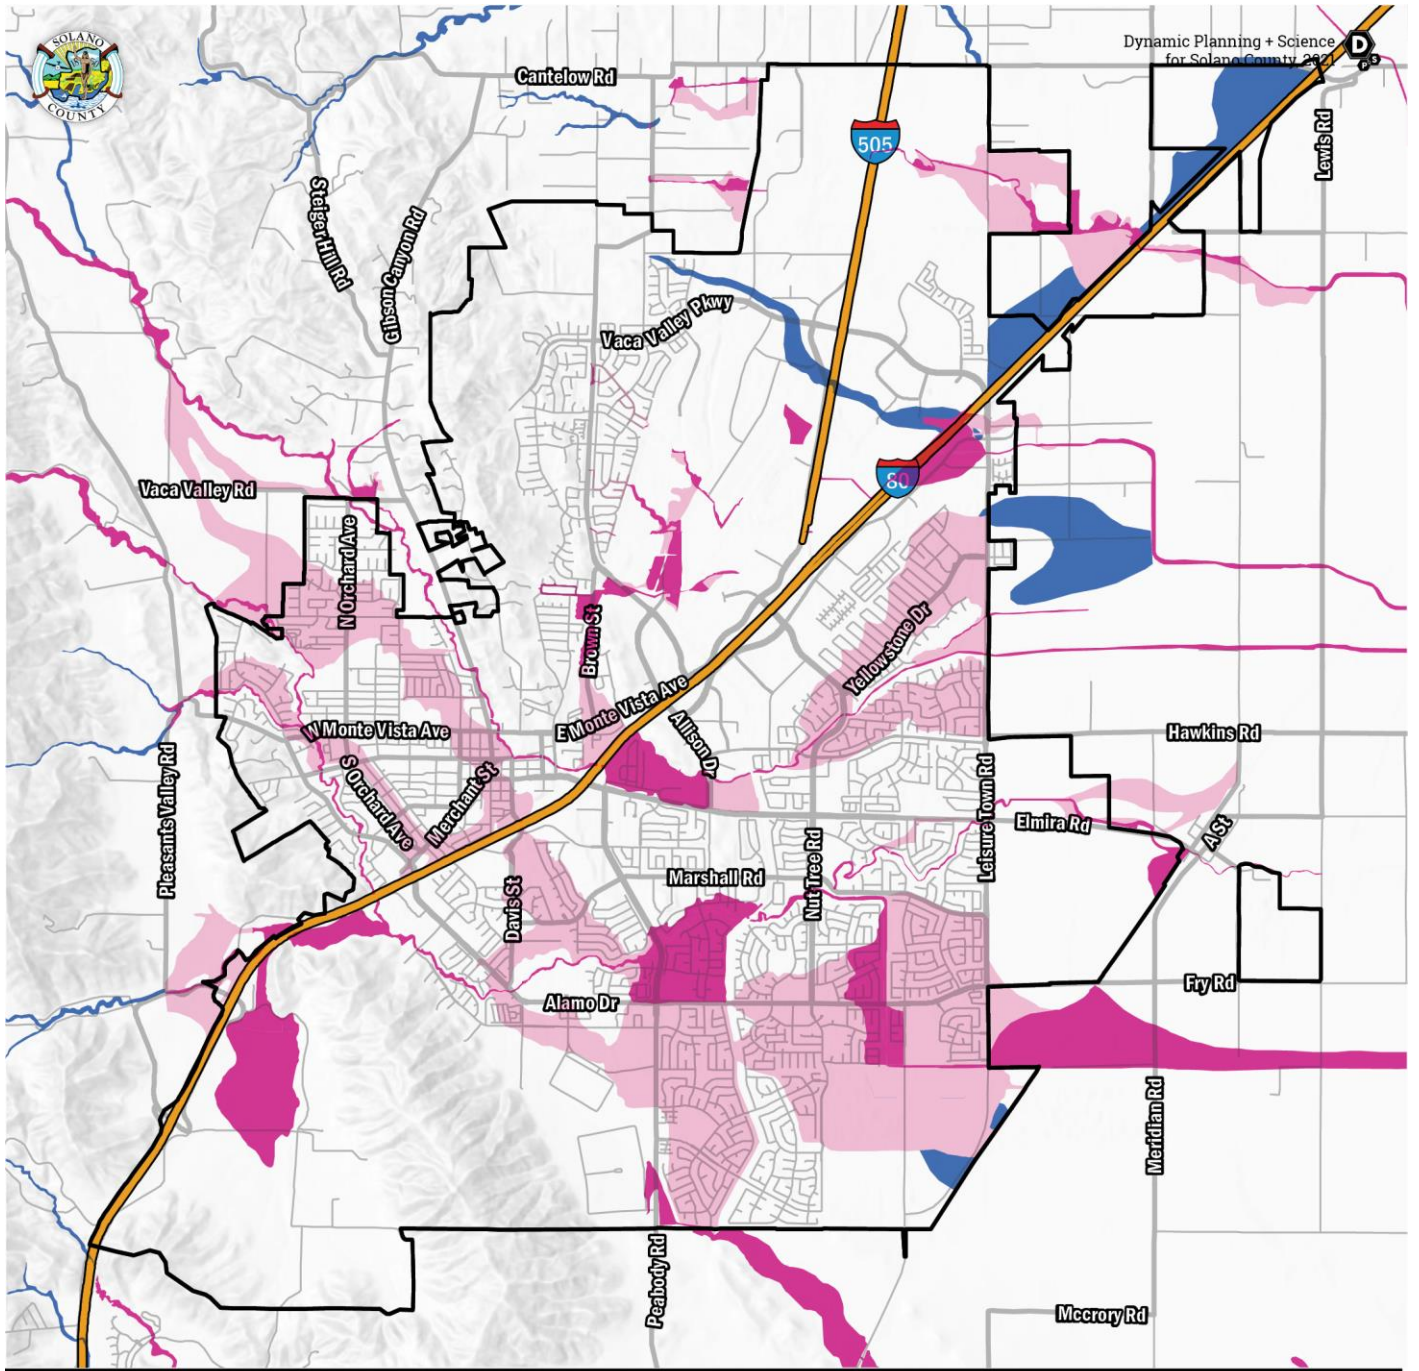 SOLANO
COUNTY
Dynamic Planning + Science
for Solano County, 2021
D
P
S
Cantelow Rd
505
Lewis Rd
Steiger Hill Rd
Gibson Canyon Rd
Vaca Valley Pkwy
80
Vaca Valley Rd
N Orchard Ave
Brown St
Yellowstone Dr
E Monte Vista Ave
W Monte Vista Ave
Allison Dr
Hawkins Rd
Pleasants Valley Rd
S Orchard Ave
Merchant St
Leisure Town Rd
Elmira Rd
A St
Nut Tree Rd
Marshall Rd
Davis St
Alamo Dr
Fry Rd
Meridian Rd
Peabody Rd
Mccrory Rd